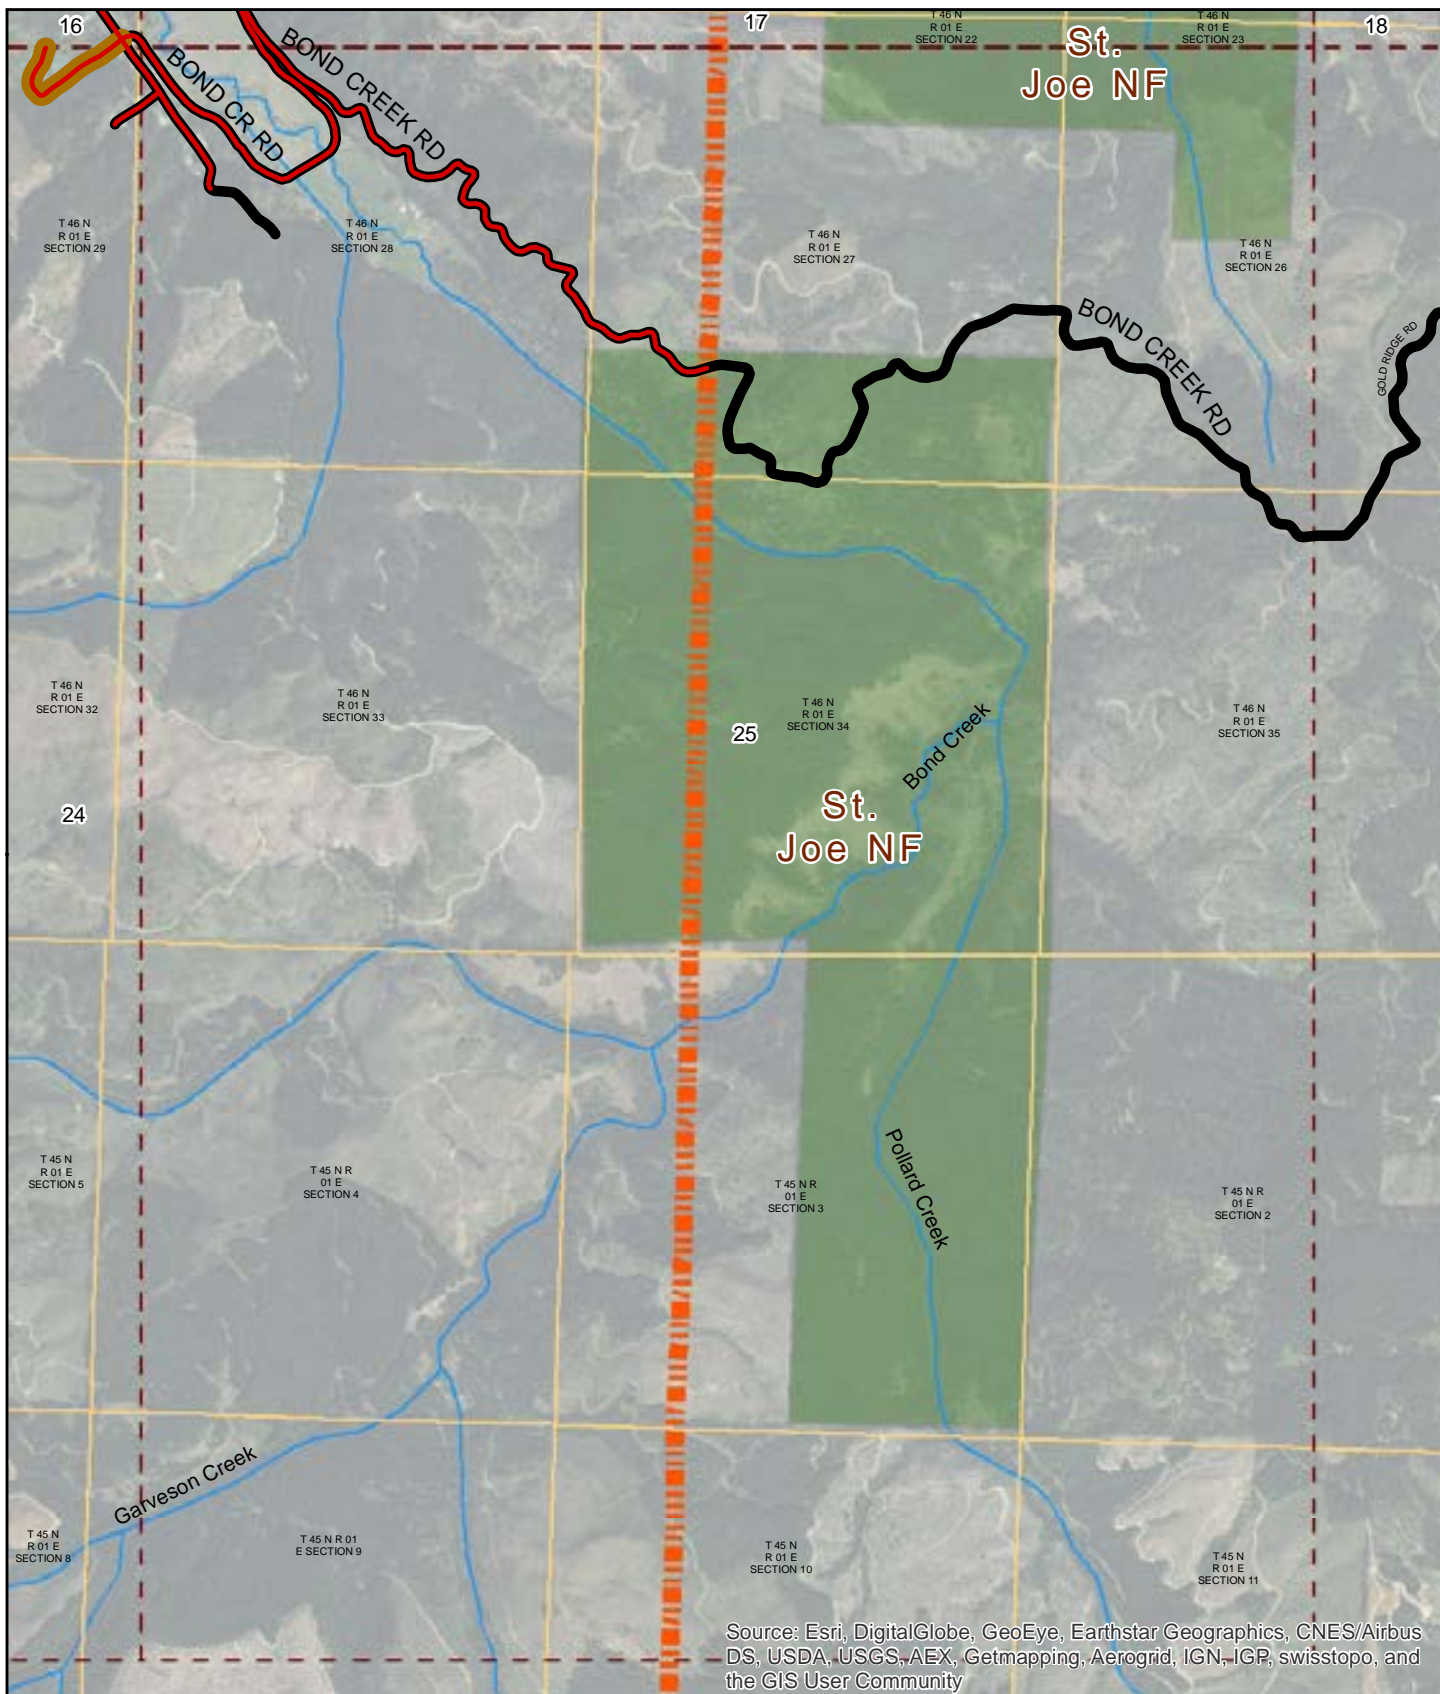 16
17
18
T 46 N
R 01 E
SECTION 22
T 46 N
R 01 E
SECTION 23
St.
Joe NF
BOND CR RD
BOND CREEK RD
T 46 N
R 01 E
SECTION 29
T 46 N
R 01 E
SECTION 28
T 46 N
R 01 E
SECTION 27
T 46 N
R 01 E
SECTION 26
BOND CREEK RD
GOLD RIDGE RD
T 46 N
R 01 E
SECTION 32
T 46 N
R 01 E
SECTION 33
T 46 N
R 01 E
SECTION 34
T 46 N
R 01 E
SECTION 35
25
Bond Creek
24
St.
Joe NF
T 45 N
R 01 E
SECTION 5
T 45 N R
01 E
SECTION 4
T 45 N R
01 E
SECTION 3
Pollard Creek
T 45 N R
01 E
SECTION 2
Garveson Creek
T 45 N
R 01 E
SECTION 8
T 45 N R 01
E SECTION 9
T 45 N
R 01 E
SECTION 10
T 45 N
R 01 E
SECTION 11
Source: Esri, DigitalGlobe, GeoEye, Earthstar Geographics, CNES/Airbus
DS, USDA, USGS, AEX, Getmapping, Aerogrid, IGN, IGP, swisstopo, and
the GIS User Community